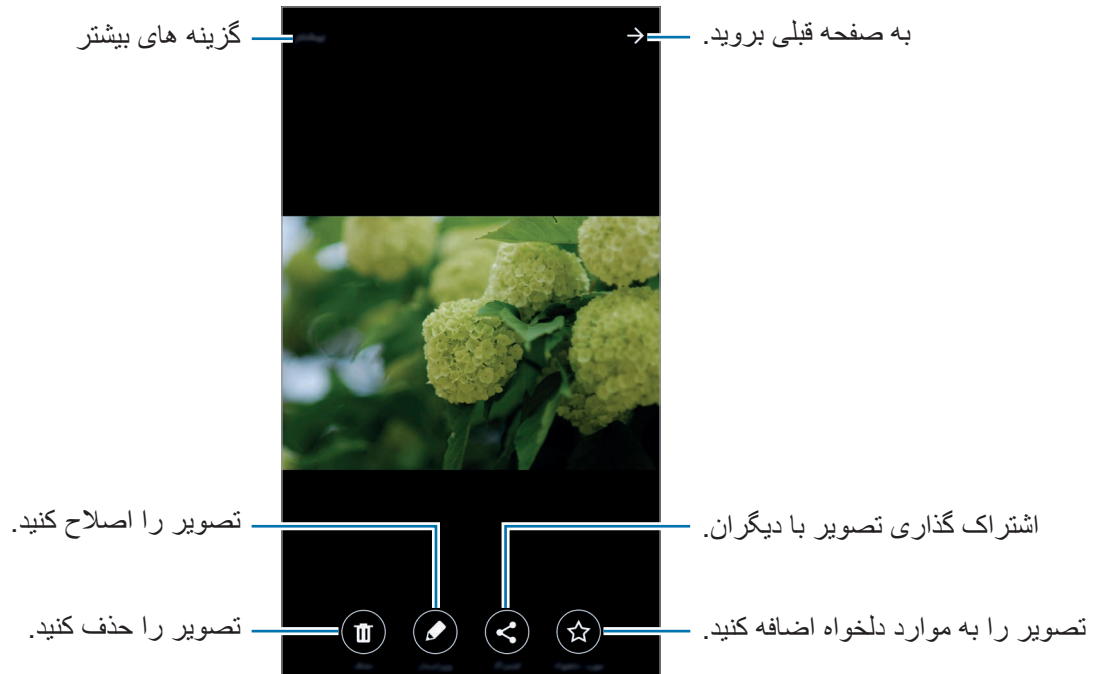 به صفحه قبلی بروید.
گزینه های بیشتر
اشتراک گذاری تصویر با دیگران.
تصویر را اصلاح کنید.
تصویر را به موارد دلخواه اضافه کنید.
تصویر را حذف کنید.